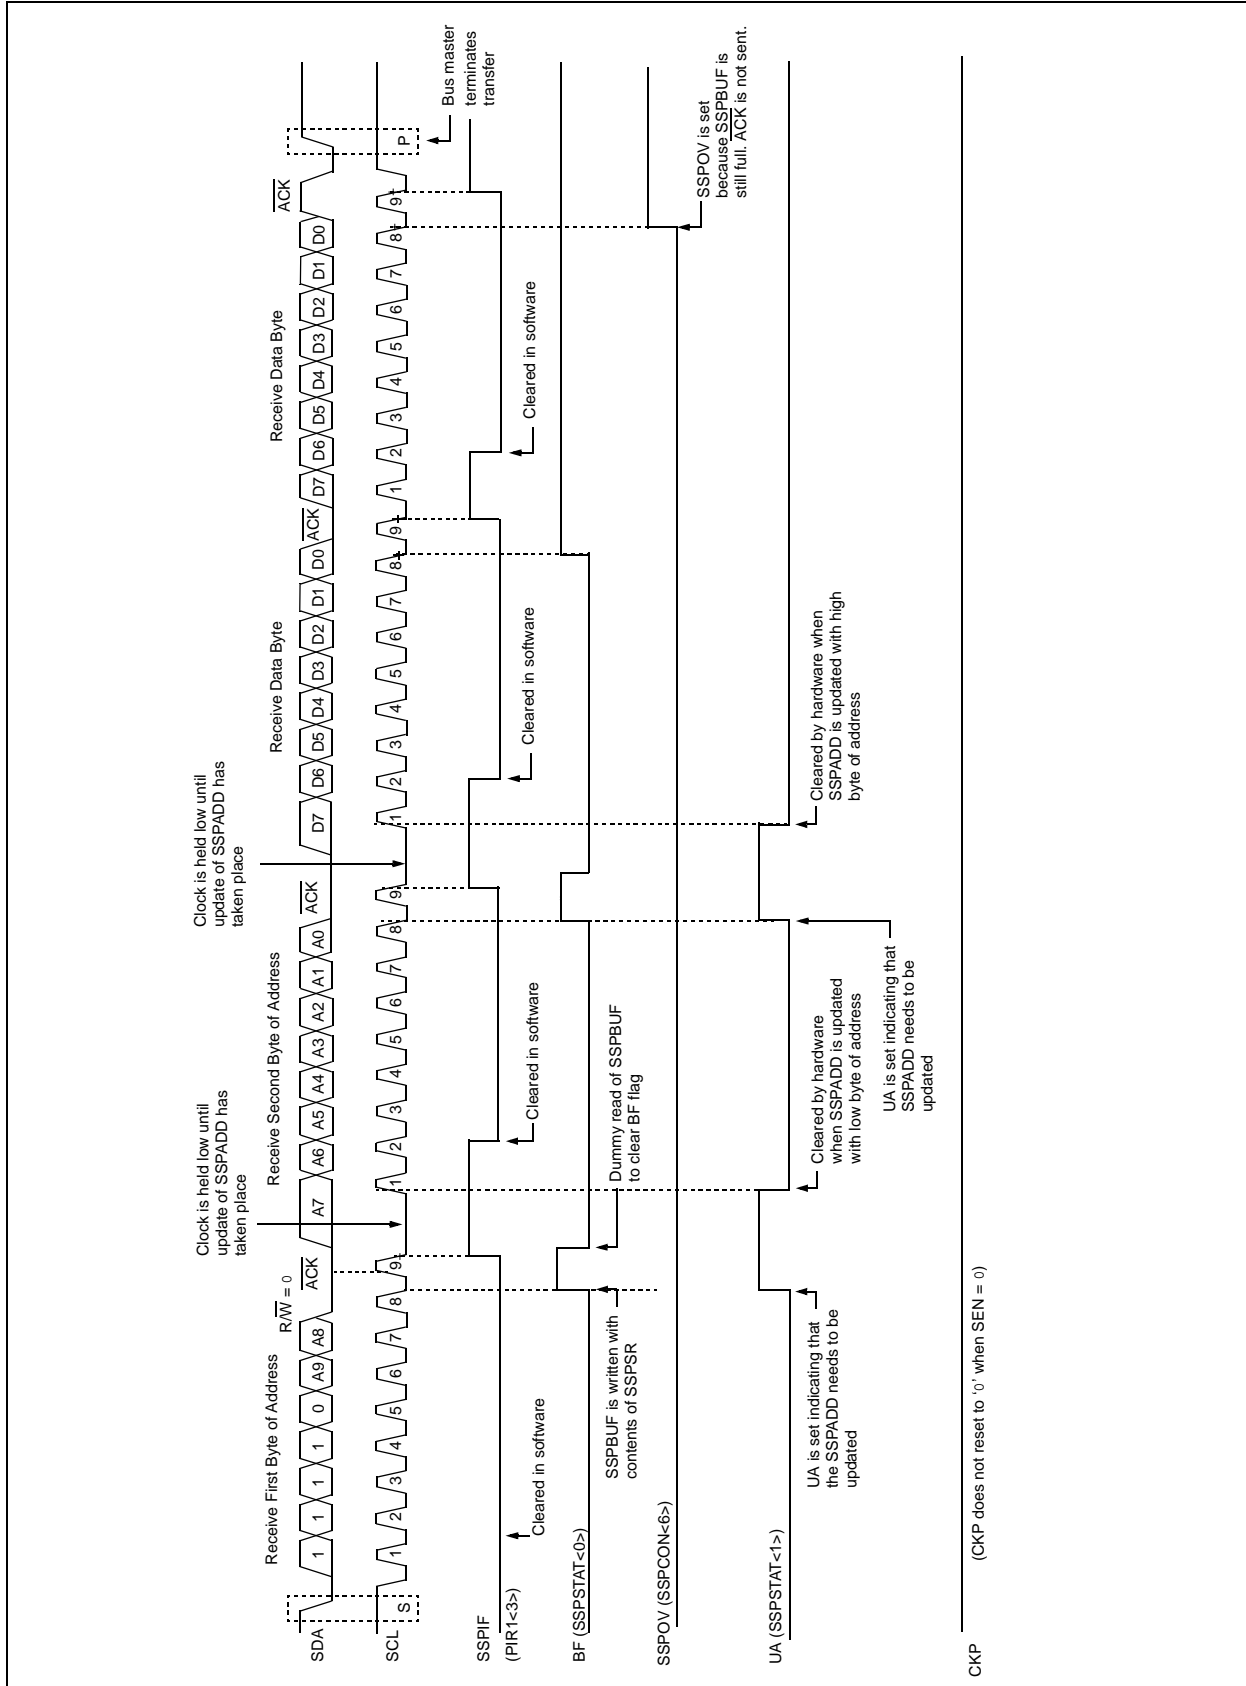 Receive First Byte of Address
R/W = 0
Receive Second Byte of Address
Clock is held low until
update of SSPADD has
taken place
Clock is held low until
update of SSPADD has
taken place
Receive Data Byte
Receive Data Byte
SDA
1 1 1 1 0 A9 A8 ACK A7 A6 A5 A4 A3 A2 A1 A0 ACK D7 D6 D5 D4 D3 D2 D1 D0 ACK D7 D6 D5 D4 D3 D2 D1 D0 ACK
SCL
S 1 2 3 4 5 6 7 8 9 1 2 3 4 5 6 7 8 9 1 2 3 4 5 6 7 8 9 1 2 3 4 5 6 7 8 9 P
Bus master
terminates
transfer
SSPIF
(PIR1<3>)
Cleared in software
Cleared in software
Cleared in software
Cleared in software
BF (SSPSTAT<0>)
SSPBUF is written with
contents of SSPSR
Dummy read of SSPBUF
to clear BF flag
SSPOV (SSPCON<6>)
SSPOV is set
because SSPBUF is
still full. ACK is not sent.
UA (SSPSTAT<1>)
UA is set indicating that
the SSPADD needs to be
updated
Cleared by hardware
when SSPADD is updated
with low byte of address
UA is set indicating that
SSPADD needs to be
updated
Cleared by hardware when
SSPADD is updated with high
byte of address
CKP
(CKP does not reset to ‘0’ when SEN = 0)